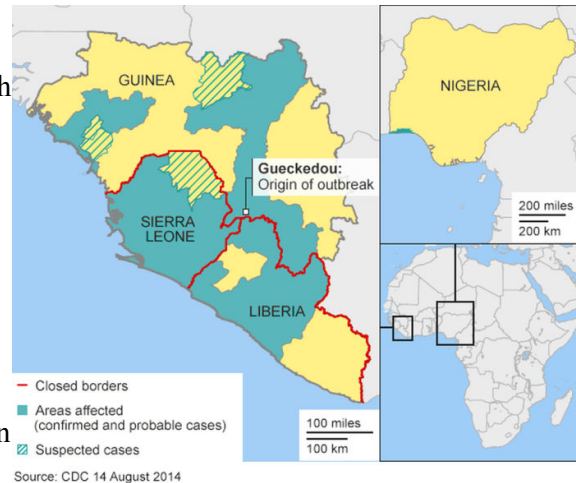 h
GUINEA
Gueckedou:
Origin of outbreak
SIERRA
LEONE
LIBERIA
Closed borders
Areas affected
(confirmed and probable cases)
Suspected cases
n
100 miles
100 km
Source: CDC 14 August 2014
NIGERIA
200 miles
200 km